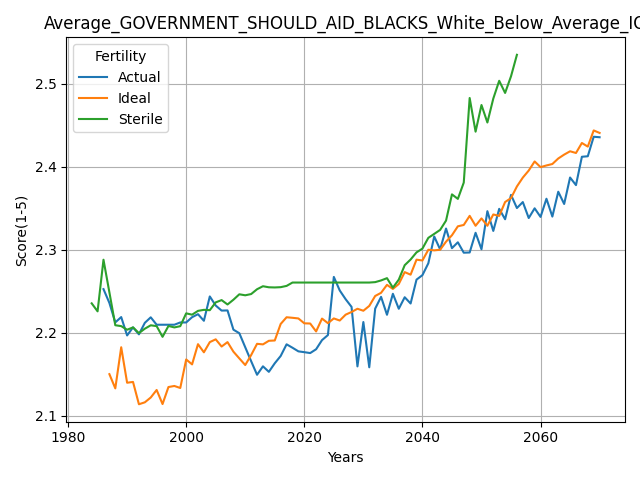 Average_GOVERNMENT_SHOULD_AID_BLACKS_White_Below_Average_IQ
Fertility
Actual
Ideal
Sterile
Score(1-5)
2.5
2.4
2.3
2.2
2.1
1980 2000 2020 2040 2060
Years